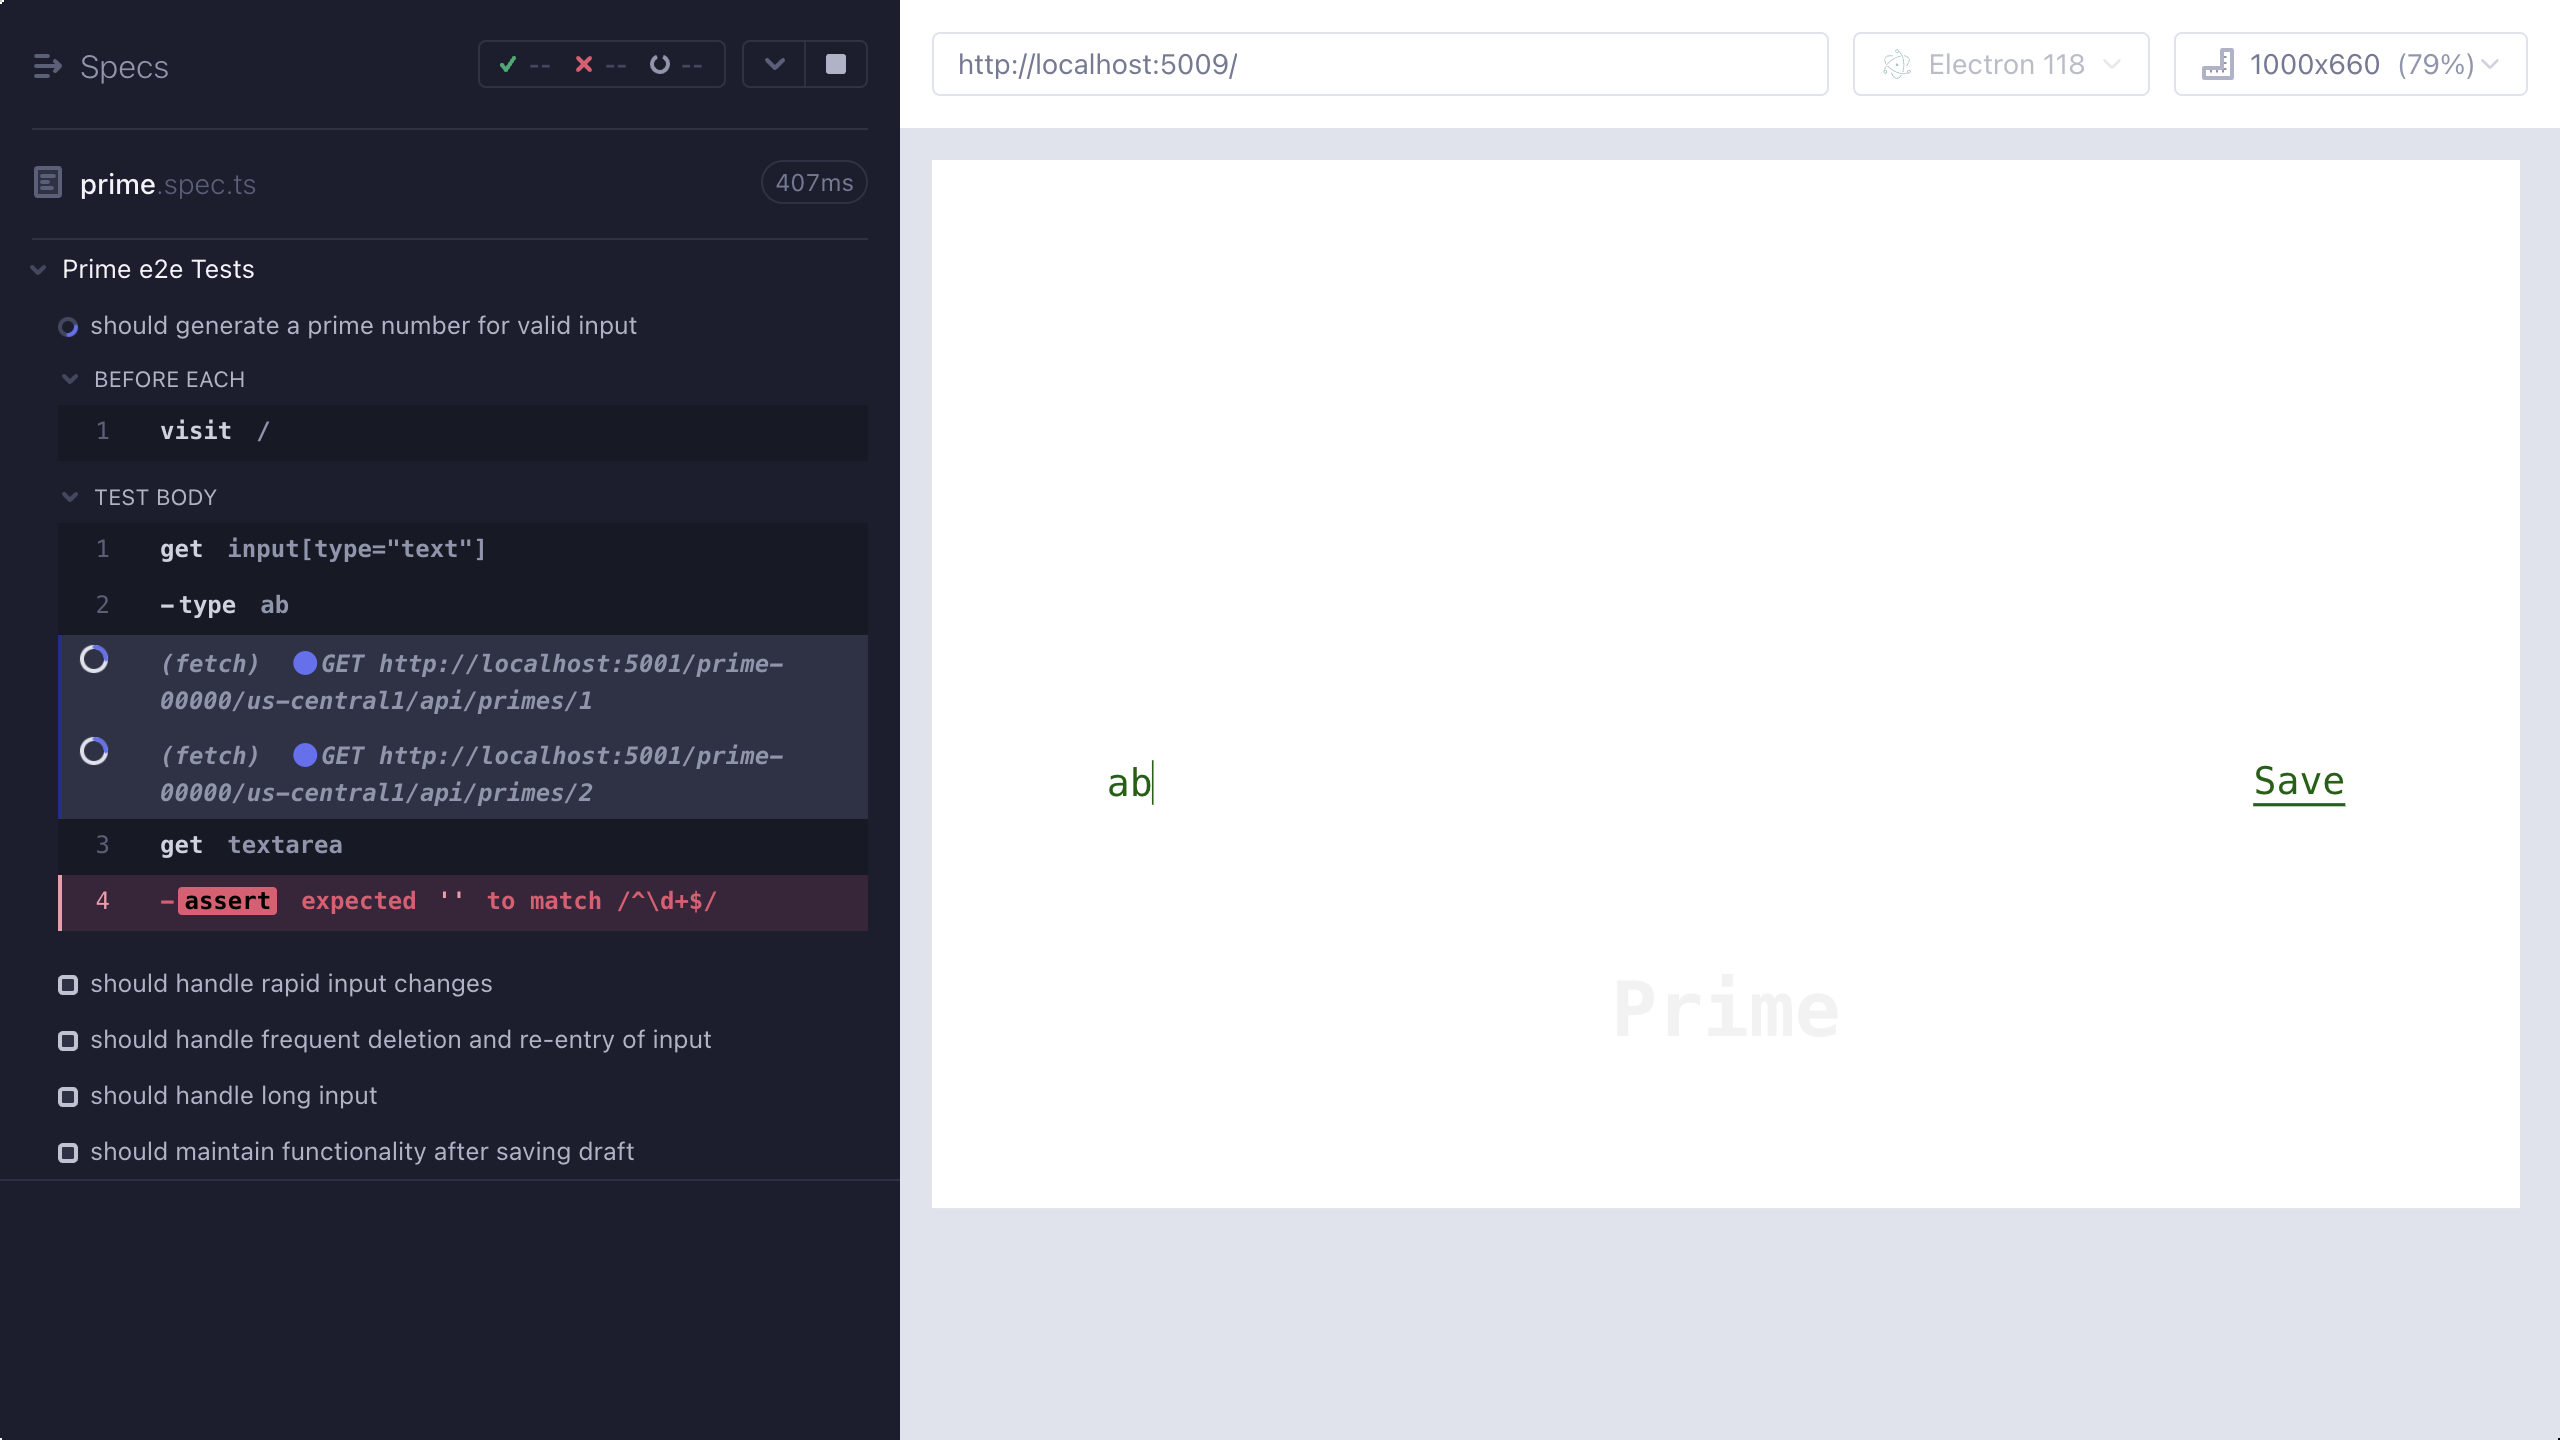 Specs
-- -- --
prime.spec.ts
407ms
Prime e2e Tests
should generate a prime number for valid input
BEFORE EACH
1 visit /
TEST BODY
1 get input[type="text"]
2 -type ab
(fetch) GET http://localhost:5001/prime-
00000/us-central1/api/primes/1
(fetch) GET http://localhost:5001/prime-
00000/us-central1/api/primes/2
3 get textarea
4 -assert expected '' to match /^\d+$/
should handle rapid input changes
should handle frequent deletion and re-entry of input
should handle long input
should maintain functionality after saving draft
http://localhost:5009/
Electron 118
1000x660 (79%)
ab
Save
Prime